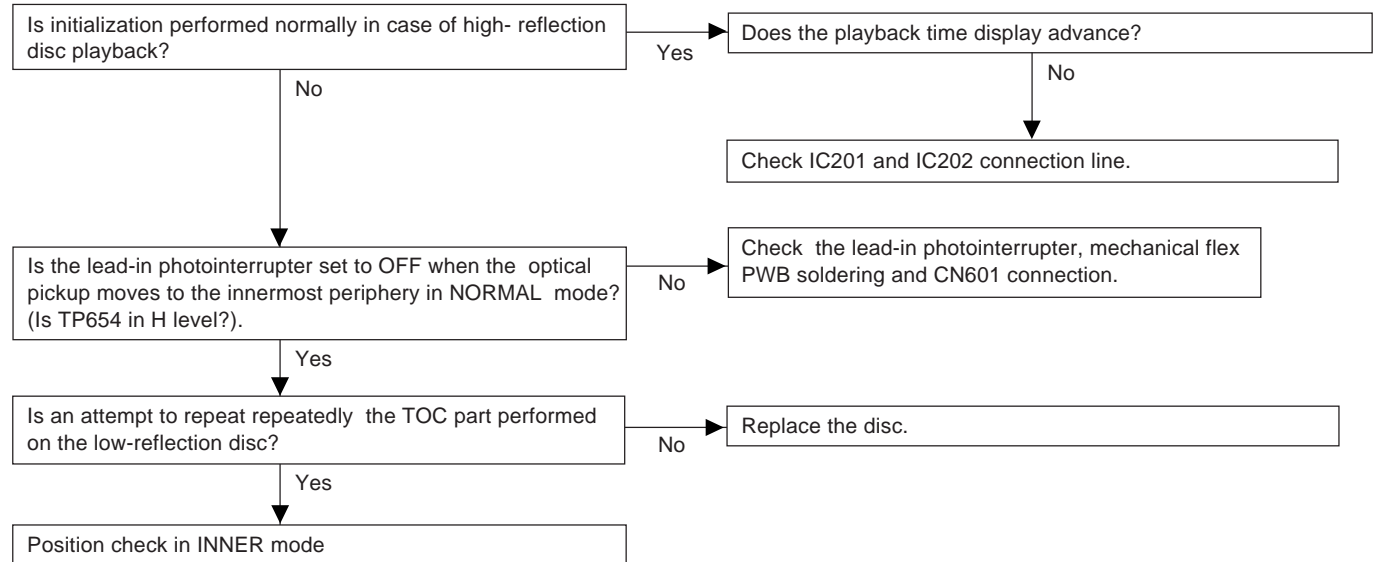 Is initialization performed normally in case of high- reflection
disc playback?
Yes
Does the playback time display advance?
No
No
Check IC201 and IC202 connection line.
Is the lead-in photointerrupter set to OFF when the optical
pickup moves to the innermost periphery in NORMAL mode?
(Is TP654 in H level?).
No
Check the lead-in photointerrupter, mechanical flex
PWB soldering and CN601 connection.
Yes
Is an attempt to repeat repeatedly the TOC part performed
on the low-reflection disc?
No
Replace the disc.
Yes
Position check in INNER mode